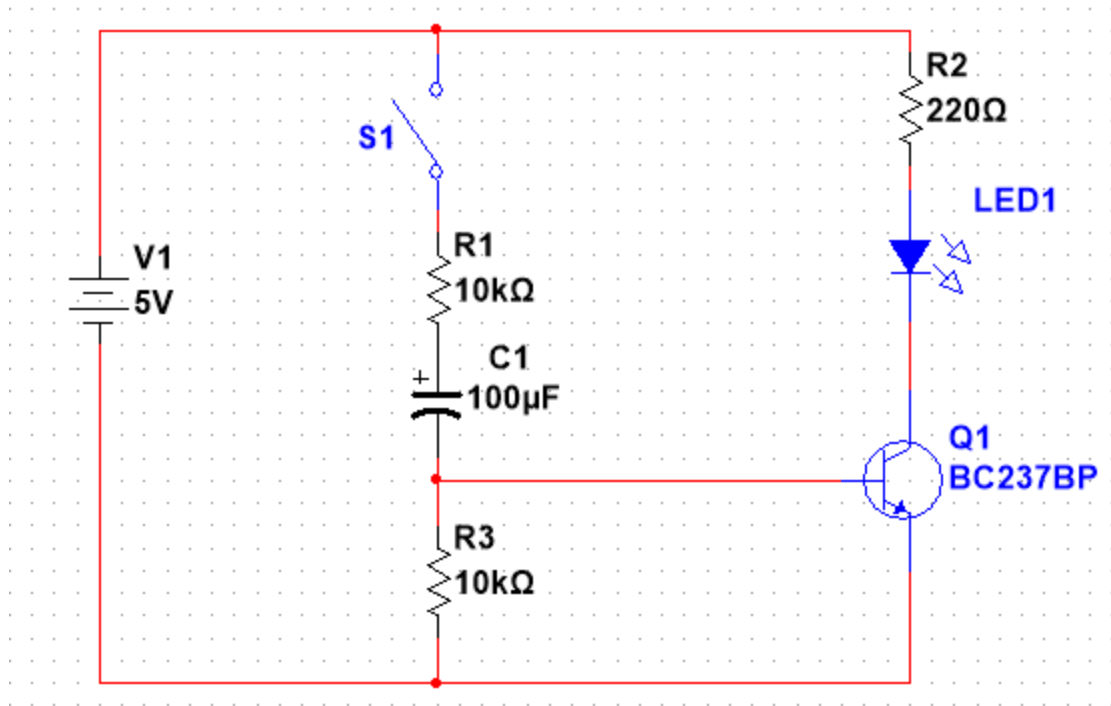 R2
220Ω
S1
LED1
V1
5V
R1
10kΩ
C1
+
100µF
Q1
BC237BP
R3
10kΩ